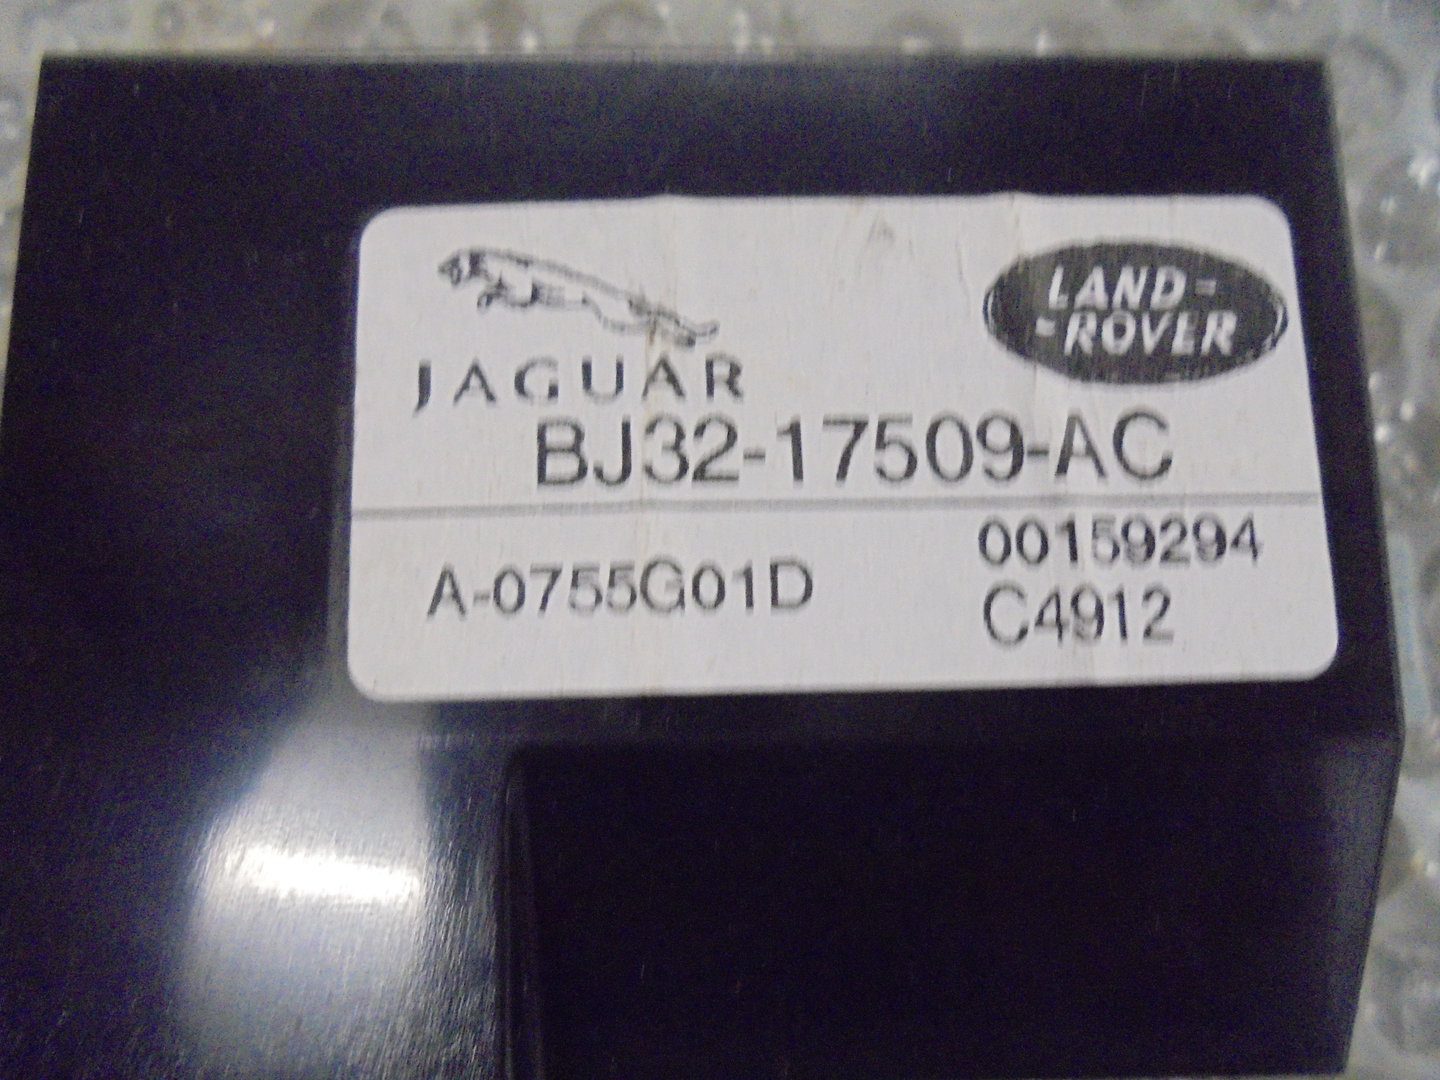 LAND-
-ROVER
JAGUAR
BJ32-17509-AC
A-0755G01D
00159294
C4912